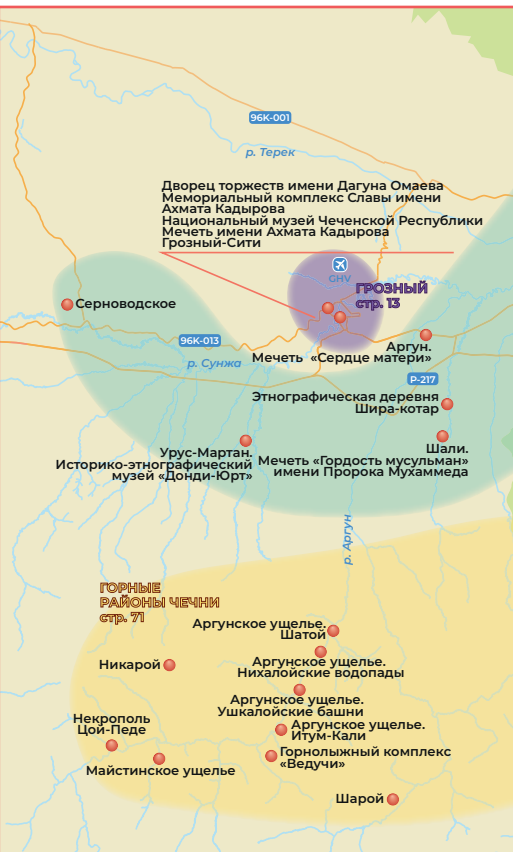 96K-001
р. Терек
Дворец торжеств имени Дагуна Омаева
Мемориальный комплекс Славы имени
Ахмата Кадырова
Национальный музей Чеченской Республики
Мечеть имени Ахмата Кадырова
Грозный-Сити
GHV
ГРОЗНЫЙ
стр. 13
Серноводское
96K-013
р. Сунжа
Аргун.
Мечеть «Сердце матери»
Р-217
Этнографическая деревня
Шира-котар
Урус-Мартан.
Историко-этнографический
музей «Донди-Юрт»
Шали.
Мечеть «Гордость мусульман»
имени Пророка Мухаммеда
р. Аргун
ГОРНЫЕ
РАЙОНЫ ЧЕЧНИ
стр. 71
Аргунское ущелье.
Шатой
Никарой
Аргунское ущелье.
Нихалойские водопады
Аргунское ущелье.
Ушкалойские башни
Некрополь
Цой-Педе
Аргунское ущелье.
Итум-Кали
Майстинское ущелье
Горнолыжный комплекс
«Ведучи»
Шарой